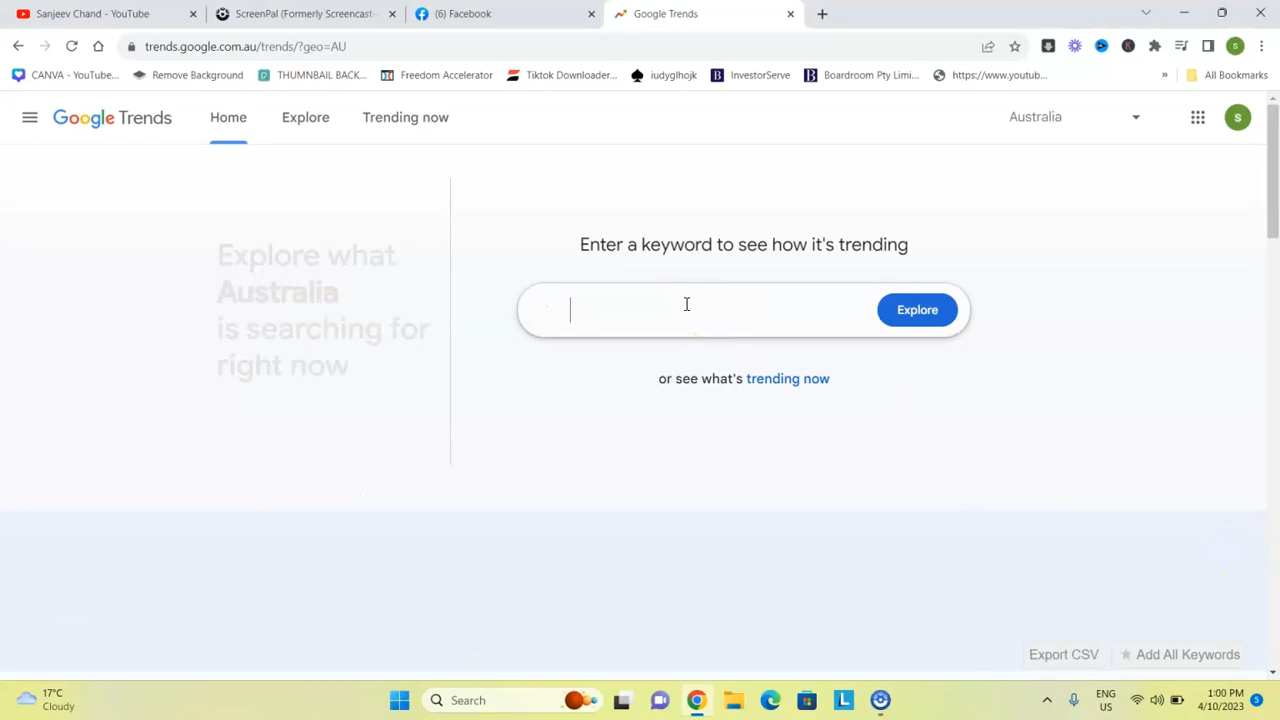 Sanjeev Chand - YouTube
ScreenPal (Formerly Screencast-
(6) Facebook
Google Trends
trends.google.com.au/trends/?geo=AU
S
CANVA - YouTube...
Remove Background
THUMNBAIL BACK...
Freedom Accelerator
Tiktok Downloader...
iudyglhojk
InvestorServe
Boardroom Pty Limi...
https://www.youtub...
»
All Bookmarks
Google Trends
Home
Explore
Trending now
Australia
S
Explore what
Australia
is searching for
right now
Enter a keyword to see how it's trending
Explore
or see what's trending now
Export CSV
Add All Keywords
17°C
Cloudy
Search
ENG
US
1:00 PM
4/10/2023
5